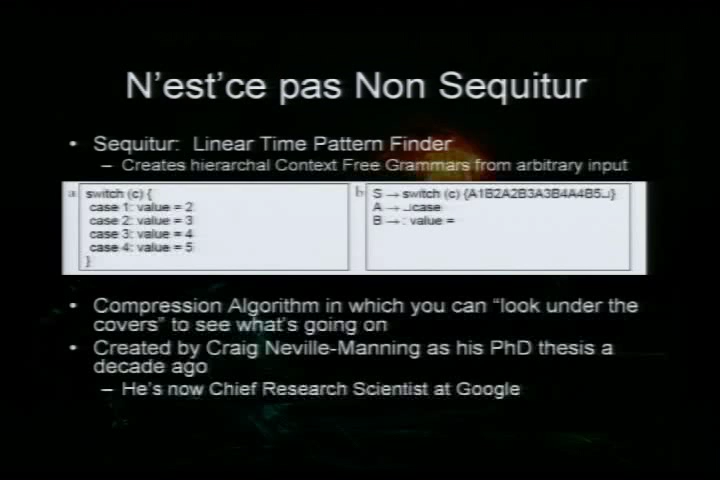 N'est'ce pas Non Sequitur
• Sequitur: Linear Time Pattern Finder
– Creates hierarchal Context Free Grammars from arbitrary input
a
switch (c) {
case 1: value = 2
case 2: value = 3
case 3: value = 4
case 4: value = 5
}
b
S → switch (c) {A1B2A2B3A3B4A4B5⎵}
A → ⎵case
B → : value =
• Compression Algorithm in which you can "look under the
covers" to see what's going on
• Created by Craig Neville-Manning as his PhD thesis a
decade ago
– He's now Chief Research Scientist at Google